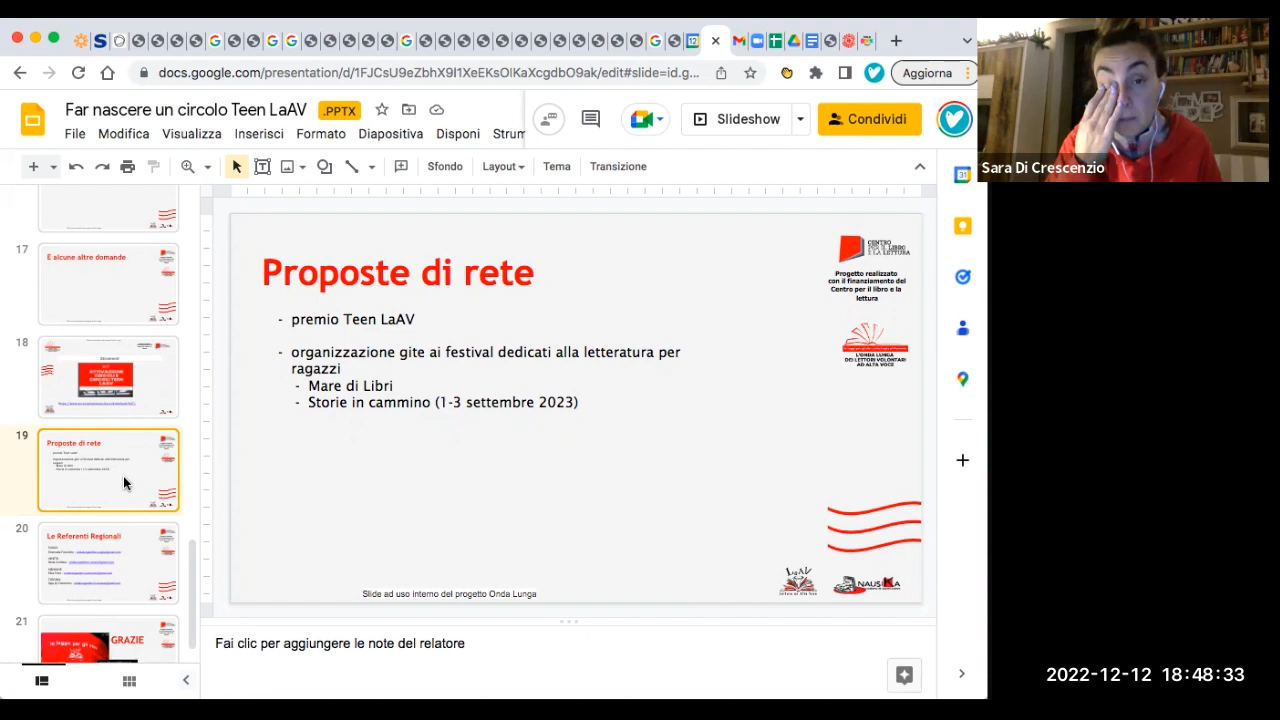 docs.google.com/presentation/d/1FJCsU9eZbhX9I1XeEKsOlKaXcgdbO9ak/edit#slide=id.g...
Aggiorna
Far nascere un circolo Teen LaAV
.PPTX
File Modifica Visualizza Inserisci Formato Diapositiva Disponi Strum
Slideshow
Condividi
Sfondo Layout Tema Transizione
Sara Di Crescenzio
17
E alcune altre domande
18
ATTIVAZIONE
CIRCOLI E
CIRCOLI TEEN
LAAV
19
Proposte di rete
20
Le Referenti Regionali
21
GRAZIE
Proposte di rete
- premio Teen LaAV
- organizzazione gite ai festival dedicati alla letteratura per
ragazzi
- Mare di Libri
- Storie in cammino (1-3 settembre 2023)
CENTRO
PER IL LIBRO
E LA LETTURA
Progetto realizzato
con il finanziamento del
Centro per il libro e la
lettura
L'ONDA LUNGA
DEI LETTORI VOLONTARI
AD ALTA VOCE
LaAV
NAUSIKA
Slide ad uso interno del progetto Onda Lunga
Fai clic per aggiungere le note del relatore
2022-12-12 18:48:33